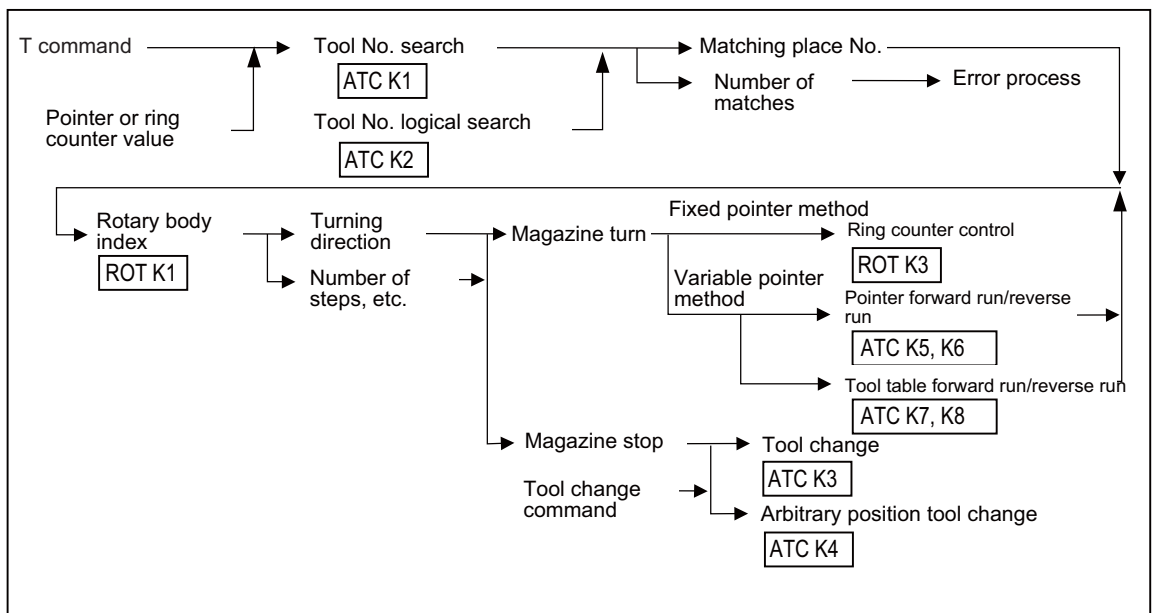 T command
Tool No. search
Matching place No.
ATC K1
Number of
matches
Error process
Pointer or ring
counter value
Tool No. logical search
ATC K2
Fixed pointer method
Rotary body
index
Turning
direction
Magazine turn
Ring counter control
ROT K1
ROT K3
Number of
steps, etc.
Variable pointer
method
Pointer forward run/reverse
run
ATC K5, K6
Tool table forward run/reverse run
ATC K7, K8
Magazine stop
Tool change
ATC K3
Tool change
command
Arbitrary position tool change
ATC K4